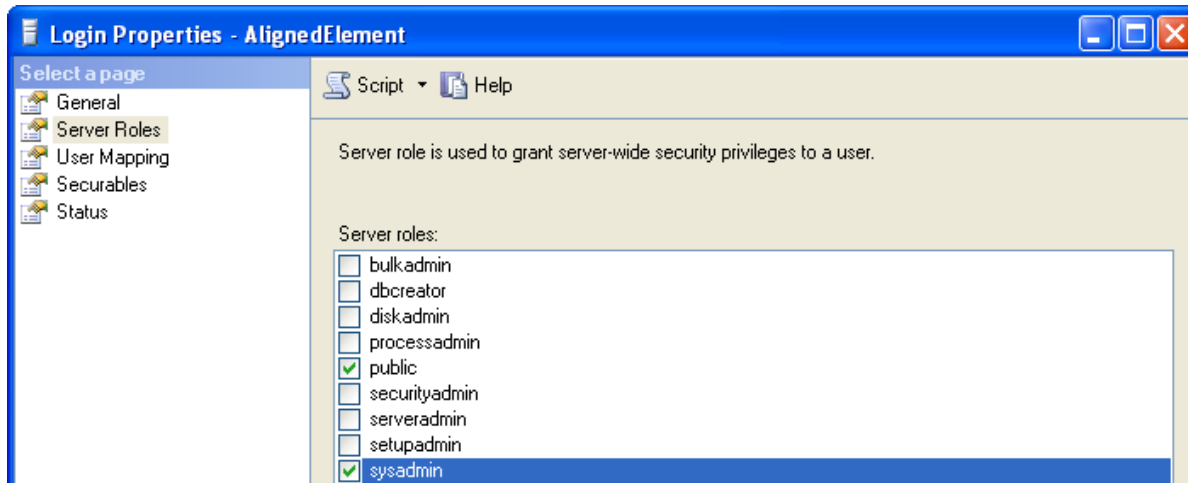 Login Properties - AlignedElement
Select a page
General
Server Roles
User Mapping
Securables
Status
Script Help
Server role is used to grant server-wide security privileges to a user.
Server roles:
bulkadmin
dbcreator
diskadmin
processadmin
public
securityadmin
serveradmin
setupadmin
sysadmin